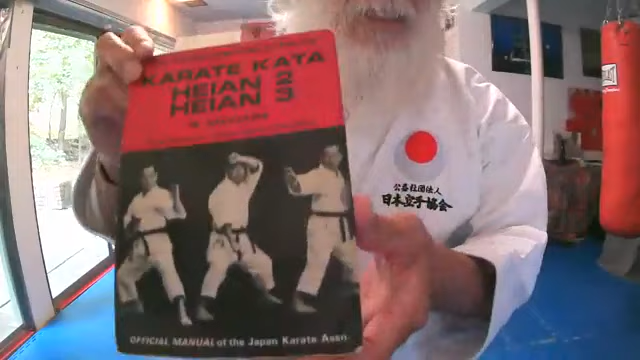 KARATE KATA
HEIAN 2
HEIAN 3
OFFICIAL MANUAL of the Japan Karate Assn.
公益社団法人
日本空手協会
EVERLAST